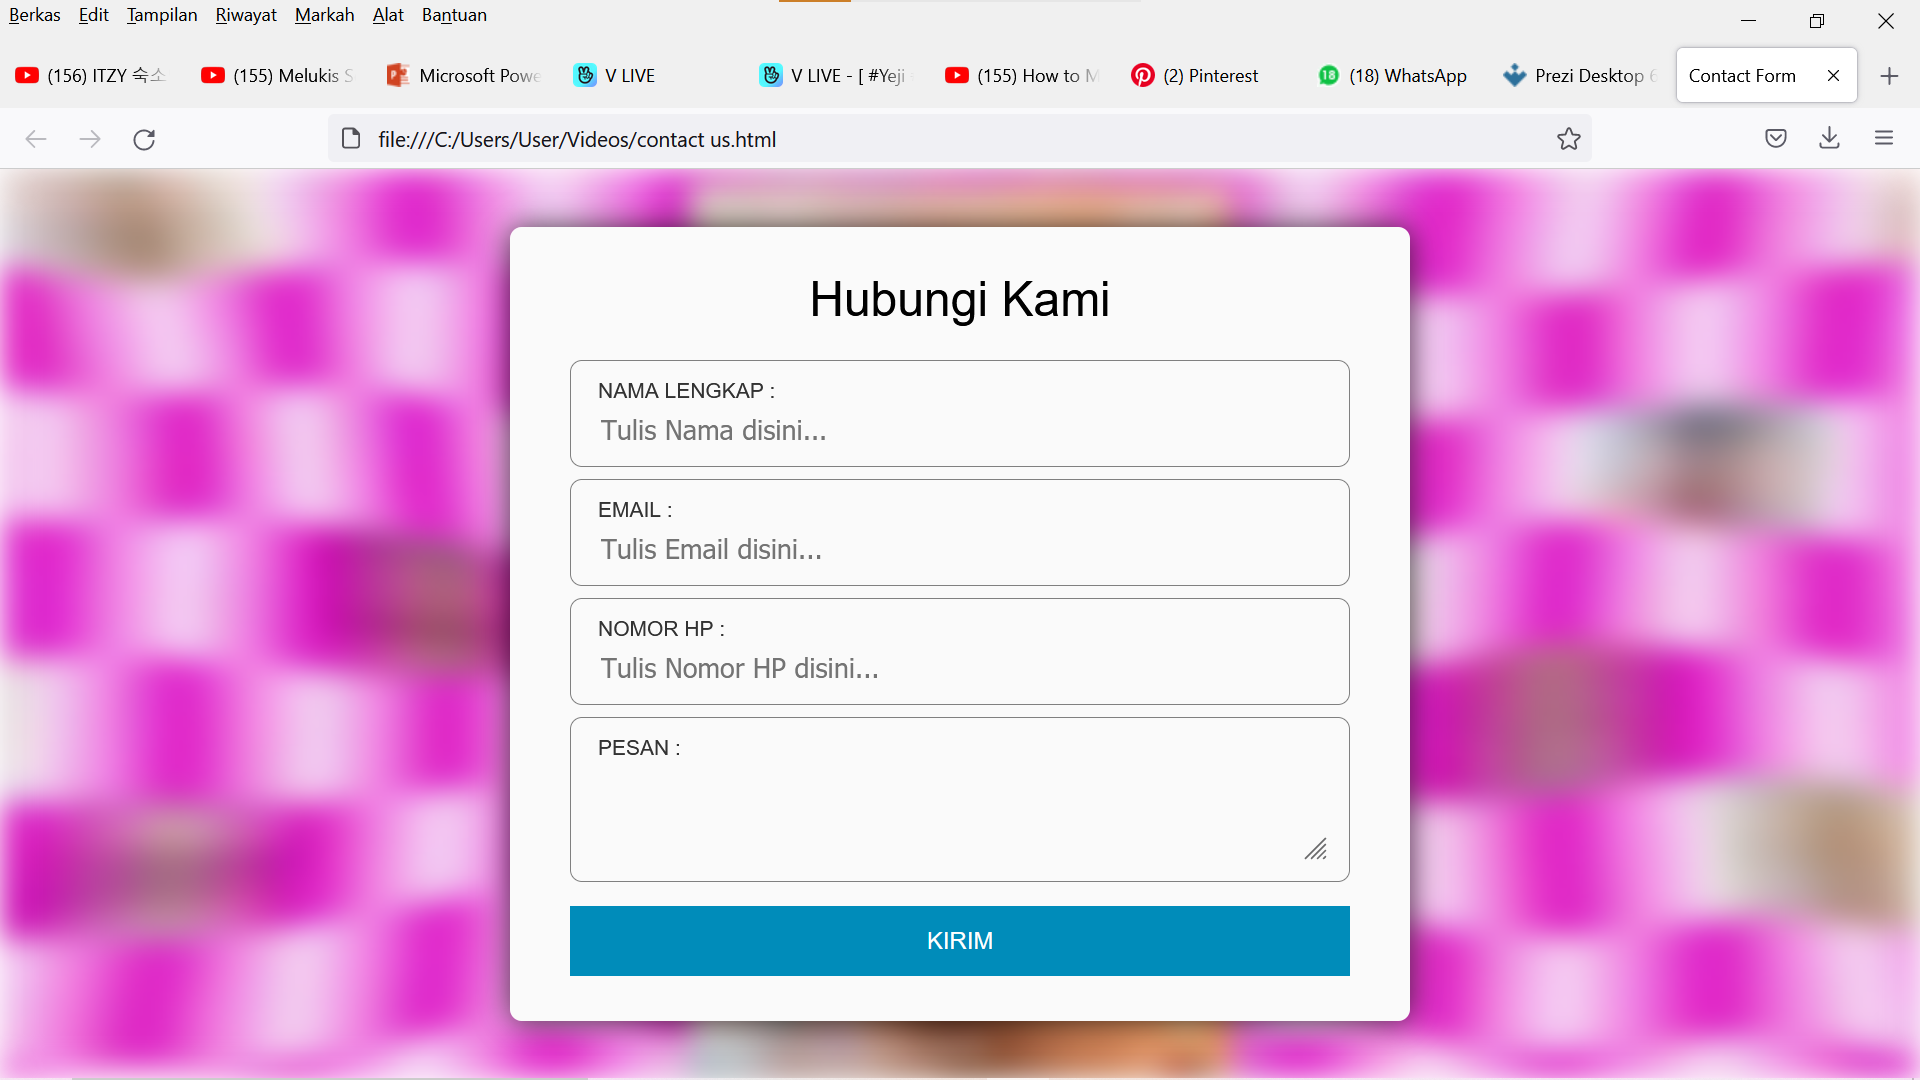 Berkas Edit Tampilan Riwayat Markah Alat Bantuan
(156) ITZY 숙소 (155) Melukis S Microsoft Powe V LIVE V LIVE - [ #Yeji (155) How to M (2) Pinterest 18 (18) WhatsApp Prezi Desktop 6 Contact Form
file:///C:/Users/User/Videos/contact us.html
Hubungi Kami
NAMA LENGKAP :
Tulis Nama disini...
EMAIL :
Tulis Email disini...
NOMOR HP :
Tulis Nomor HP disini...
PESAN :
KIRIM